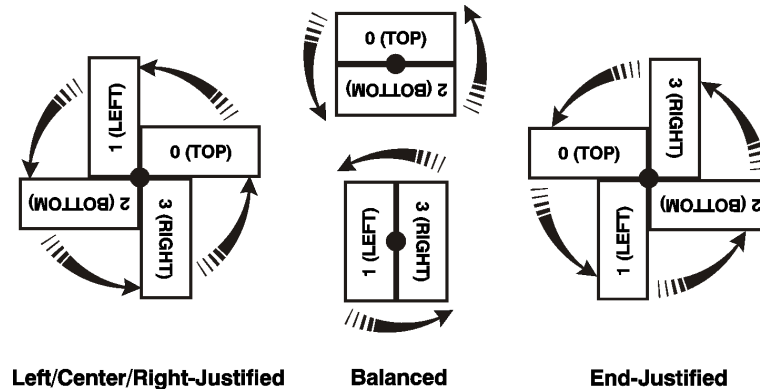 1 (LEFT)
0 (TOP)
2 (BOTTOM)
3 (RIGHT)
0 (TOP)
2 (BOTTOM)
1 (LEFT)
3 (RIGHT)
3 (RIGHT)
0 (TOP)
2 (BOTTOM)
1 (LEFT)
Left/Center/Right-Justified
Balanced
End-Justified